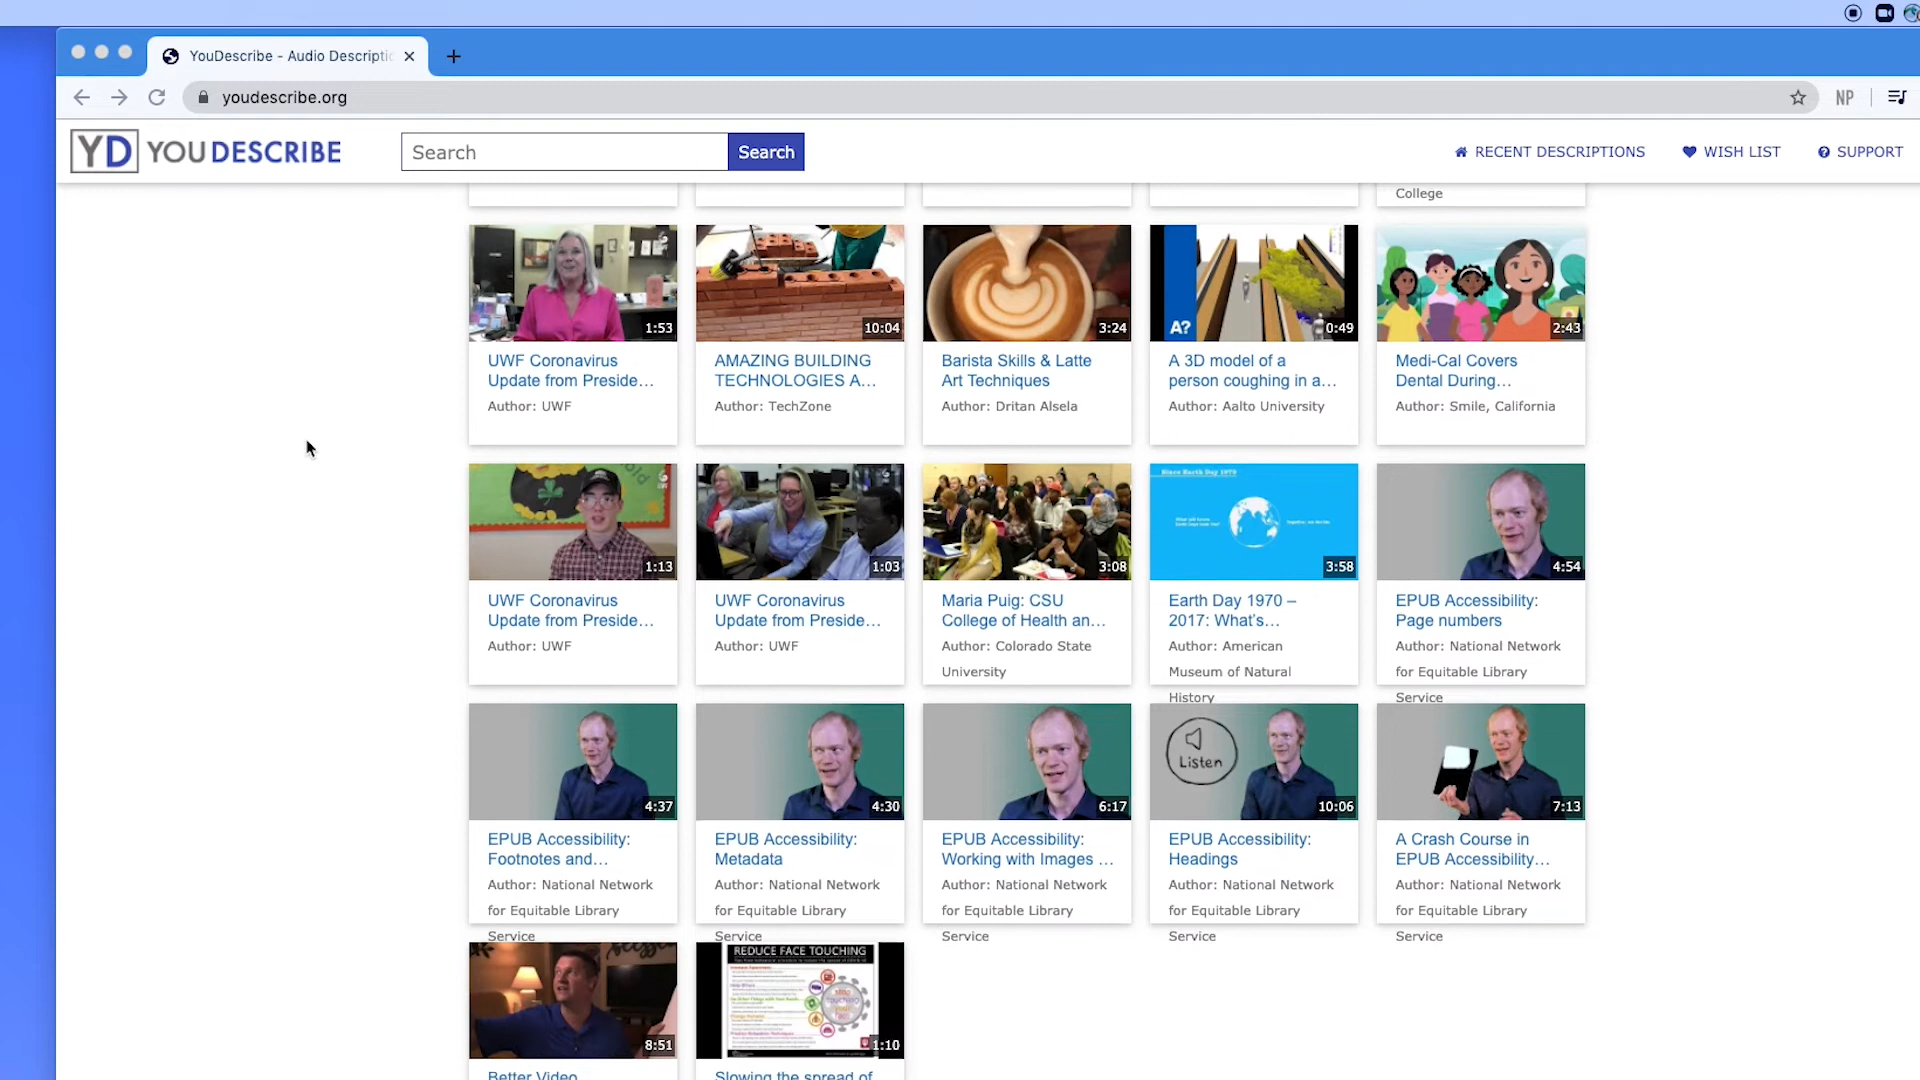 YouDescribe - Audio Descriptio
youdescribe.org
NP
YD YOUDESCRIBE
Search
Search
RECENT DESCRIPTIONS
WISH LIST
SUPPORT
College
1:53
10:04
3:24
A?
0:49
2:43
UWF Coronavirus
Update from Preside...
Author: UWF
AMAZING BUILDING
TECHNOLOGIES A...
Author: TechZone
Barista Skills & Latte
Art Techniques
Author: Dritan Alsela
A 3D model of a
person coughing in a...
Author: Aalto University
Medi-Cal Covers
Dental During...
Author: Smile, California
1:13
1:03
3:08
Since Earth Day 1970
3:58
4:54
UWF Coronavirus
Update from Preside...
Author: UWF
UWF Coronavirus
Update from Preside...
Author: UWF
Maria Puig: CSU
College of Health an...
Author: Colorado State
University
Earth Day 1970 –
2017: What's...
Author: American
Museum of Natural
History
EPUB Accessibility:
Page numbers
Author: National Network
for Equitable Library
Service
4:37
4:30
6:17
Listen
10:06
7:13
EPUB Accessibility:
Footnotes and...
Author: National Network
for Equitable Library
Service
EPUB Accessibility:
Metadata
Author: National Network
for Equitable Library
Service
EPUB Accessibility:
Working with Images ...
Author: National Network
for Equitable Library
Service
EPUB Accessibility:
Headings
Author: National Network
for Equitable Library
Service
A Crash Course in
EPUB Accessibility...
Author: National Network
for Equitable Library
Service
8:51
REDUCE FACE TOUCHING
1:10
Better Video
Slowing the spread of